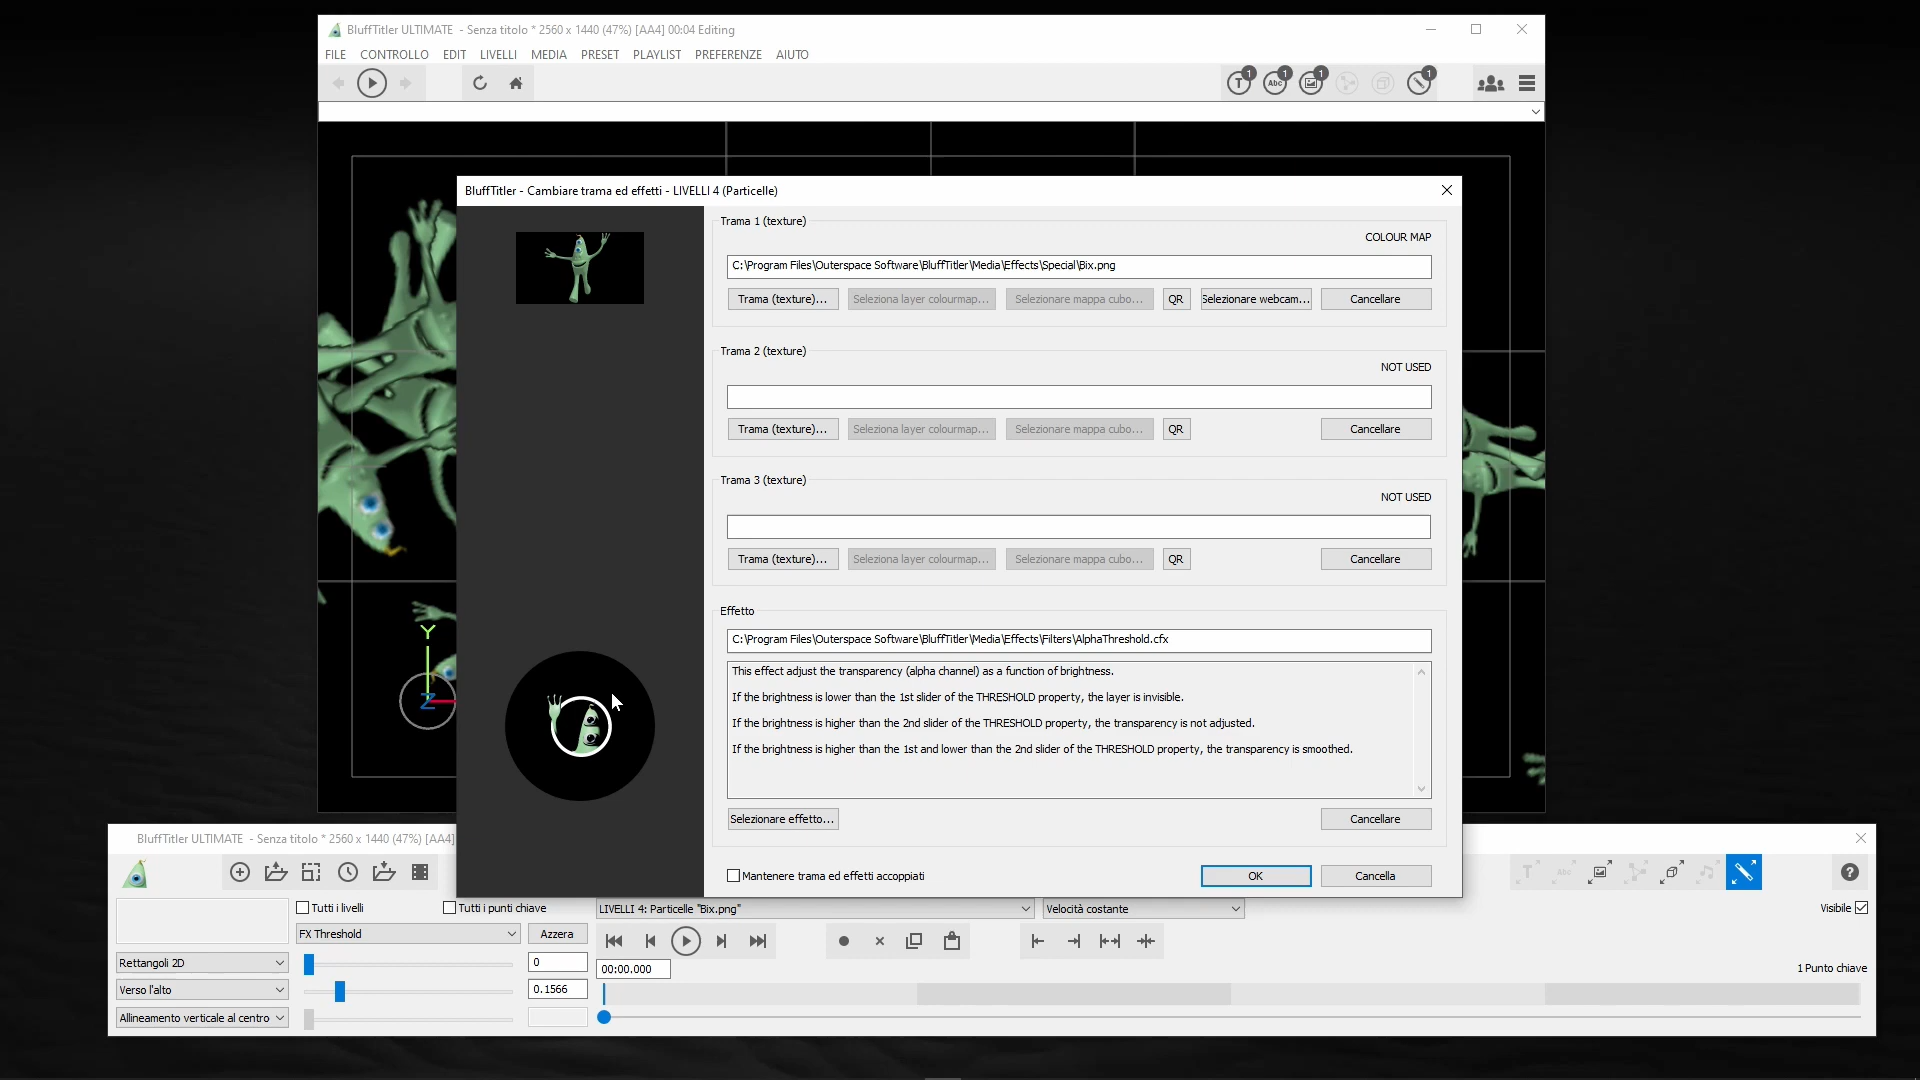 BluffTitler ULTIMATE - Senza titolo * 2560 x 1440 (47%) [AA4] 00:04 Editing
FILE CONTROLLO EDIT LIVELLI MEDIA PRESET PLAYLIST PREFERENZE AIUTO
T 1 Abc 1 1 1
BluffTitler - Cambiare trama ed effetti - LIVELLI 4 (Particelle)
Trama 1 (texture)
COLOUR MAP
C:\Program Files\Outerspace Software\BluffTitler\Media\Effects\Special\Bix.png
Trama (texture)... Seleziona layer colourmap... Selezionare mappa cubo... QR Selezionare webcam... Cancellare
Trama 2 (texture)
NOT USED
Trama (texture)... Seleziona layer colourmap... Selezionare mappa cubo... QR Cancellare
Trama 3 (texture)
NOT USED
Trama (texture)... Seleziona layer colourmap... Selezionare mappa cubo... QR Cancellare
Effetto
C:\Program Files\Outerspace Software\BluffTitler\Media\Effects\Filters\AlphaThreshold.cfx
This effect adjust the transparency (alpha channel) as a function of brightness.
If the brightness is lower than the 1st slider of the THRESHOLD property, the layer is invisible.
If the brightness is higher than the 2nd slider of the THRESHOLD property, the transparency is not adjusted.
If the brightness is higher than the 1st and lower than the 2nd slider of the THRESHOLD property, the transparency is smoothed.
Selezionare effetto... Cancellare
Mantenere trama ed effetti accoppiati OK Cancella
Y
Z
BluffTitler ULTIMATE - Senza titolo * 2560 x 1440 (47%) [AA4]
T Abc ?
Tutti i livelli Tutti i punti chiave LIVELLI 4: Particelle "Bix.png" Velocità costante Visibile
FX Threshold Azzera
Rettangoli 2D 0 00:00.000 1 Punto chiave
Verso l'alto 0.1566
Allineamento verticale al centro